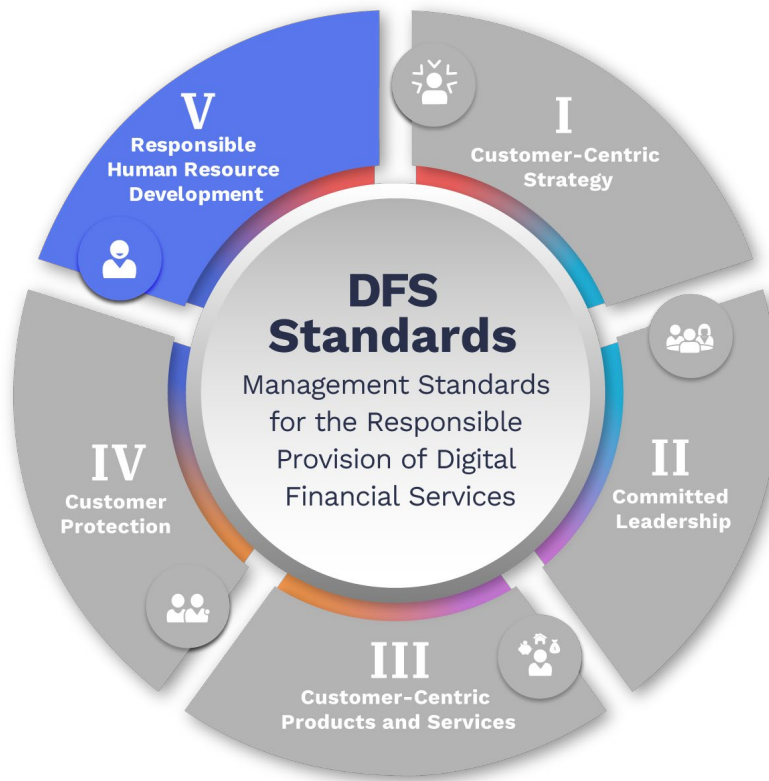 DFS
Standards
Management Standards
for the Responsible
Provision of Digital
Financial Services
I
Customer-Centric
Strategy
II
Committed
Leadership
III
Customer-Centric
Products and Services
IV
Customer
Protection
V
Responsible
Human Resource
Development